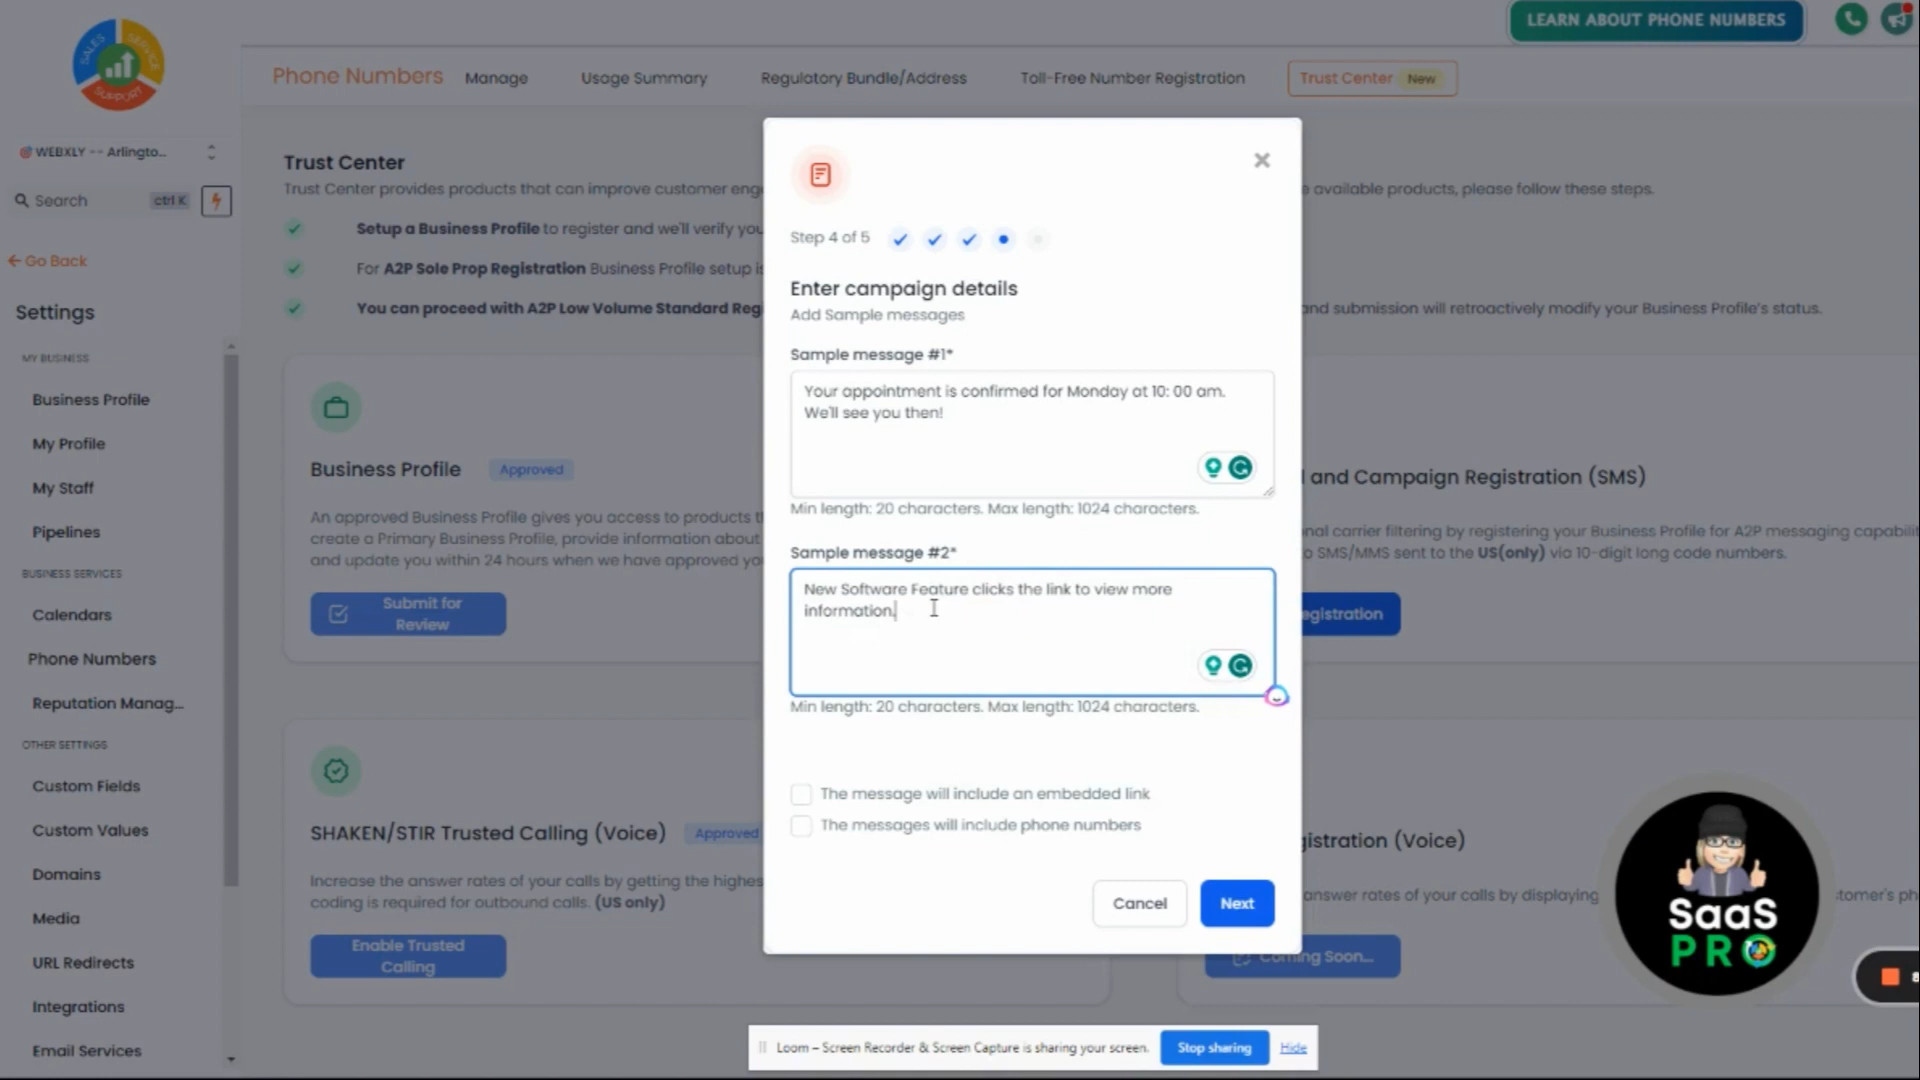 LEARN ABOUT PHONE NUMBERS
SALES
SERVICE
SUPPORT
Phone Numbers
Manage
Usage Summary
Regulatory Bundle/Address
Toll-Free Number Registration
Trust Center New
WEBXLY -- Arlingto...
Search ctrl K
Go Back
Settings
MY BUSINESS
Business Profile
My Profile
My Staff
Pipelines
BUSINESS SERVICES
Calendars
Phone Numbers
Reputation Manag...
OTHER SETTINGS
Custom Fields
Custom Values
Domains
Media
URL Redirects
Integrations
Email Services
Trust Center
Trust Center provides products that can improve customer eng
e available products, please follow these steps.
Setup a Business Profile to register and we'll verify you
For A2P Sole Prop Registration Business Profile setup is
You can proceed with A2P Low Volume Standard Reg
and submission will retroactively modify your Business Profile's status.
Business Profile Approved
An approved Business Profile gives you access to products t
create a Primary Business Profile, provide information about
and update you within 24 hours when we have approved yo
Submit for
Review
l and Campaign Registration (SMS)
nal carrier filtering by registering your Business Profile for A2P messaging capabilit
o SMS/MMS sent to the US(only) via 10-digit long code numbers.
egistration
SHAKEN/STIR Trusted Calling (Voice) Approved
Increase the answer rates of your calls by getting the highes
coding is required for outbound calls. (US only)
Enable Trusted
Calling
gistration (Voice)
answer rates of your calls by displaying
stomer's ph
Coming Soon...
Step 4 of 5
Enter campaign details
Add Sample messages
Sample message #1*
Your appointment is confirmed for Monday at 10: 00 am.
We'll see you then!
Min length: 20 characters. Max length: 1024 characters.
Sample message #2*
New Software Feature clicks the link to view more
information.
Min length: 20 characters. Max length: 1024 characters.
The message will include an embedded link
The messages will include phone numbers
Cancel
Next
SaaS
PRO
Loom – Screen Recorder & Screen Capture is sharing your screen.
Stop sharing
Hide